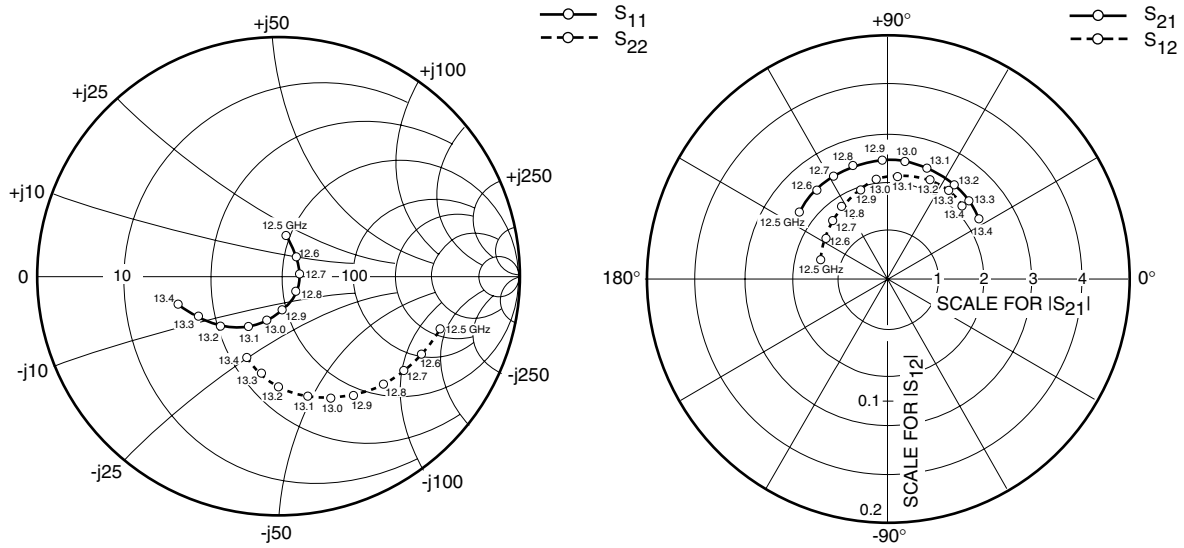 S11
S22
+j50
+j25
+j100
+j10
+j250
0
10
100
-j10
-j250
-j25
-j100
-j50
12.5 GHz
12.6
12.7
12.8
12.9
13.0
13.1
13.2
13.3
13.4
12.5 GHz
12.6
12.7
12.8
12.9
13.0
13.1
13.2
13.3
13.4
S21
S12
+90°
180°
0°
-90°
12.5 GHz
12.6
12.7
12.8
12.9
13.0
13.1
13.2
13.3
13.4
12.5 GHz
12.6
12.7
12.8
12.9
13.0
13.1
13.2
13.3
13.4
1 2 3 4
SCALE FOR |S21|
SCALE FOR |S12|
0.1
0.2